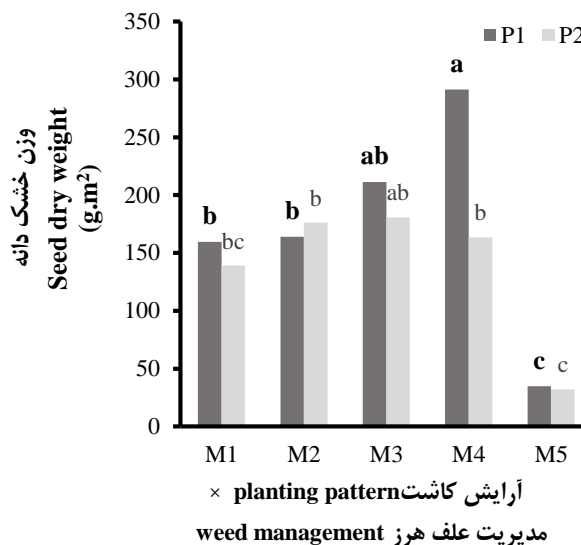 350
300
250
200
150
100
50
0
وزن خشک دانه
Seed dry weight
(g.m²)
P1 P2
b
bc
b
b
ab
ab
a
b
c
c
M1 M2 M3 M4 M5
آرایش کاشت planting pattern ×
مدیریت علف هرز weed management